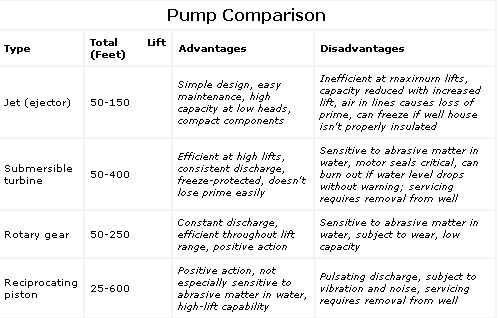 Pump Comparison
Type
Total Lift
(Feet)
Advantages
Disadvantages
Jet (ejector)
50-150
Simple design, easy
maintenance, high
capacity at low heads,
compact components
Inefficient at rnaxirnurn lifts,
capacity reduced with increased
lift, air in lines causes loss of
prime, can freeze if well house
isn't properly insulated
Submersible
turbine
50-400
Efficient at high lifts,
consistent discharge,
freeze-protected, doesn't
lose prime easily
Sensitive to abrasive matter in
water, motor seals critical, can
burn out if water level drops
without warning; servicing
requires removal from well
Rotary gear
50-250
Constant discharge,
efficient throughout lift
range, positive action
Sensitive to abrasive matter in
water, subject to wear, low
capacity
Reciprocating
piston
25-600
Positive action, not
especially sensitive to
abrasive matter in water,
high-lift capability
Pulsating discharge, subject to
vibration and noise, servicing
requires removal from well